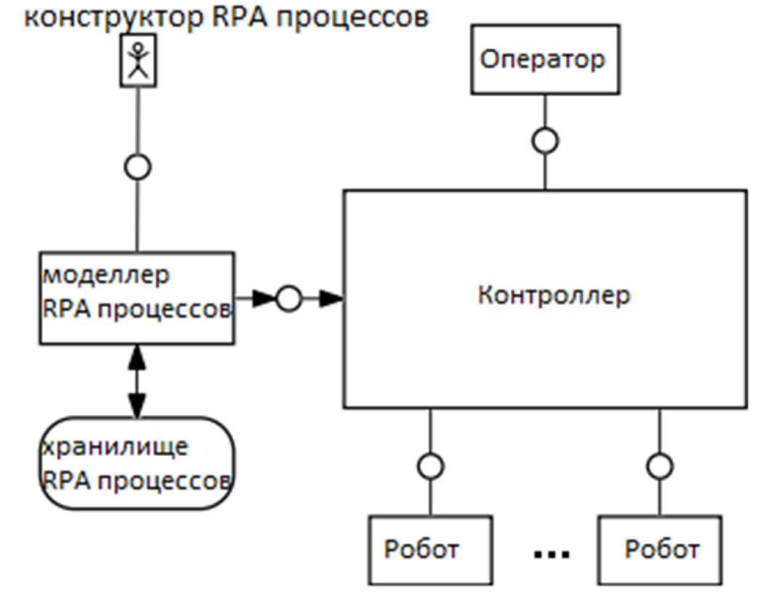 конструктор RPA процессов
Оператор
моделлер
RPA процессов
Контроллер
хранилище
RPA процессов
Робот
...
Робот